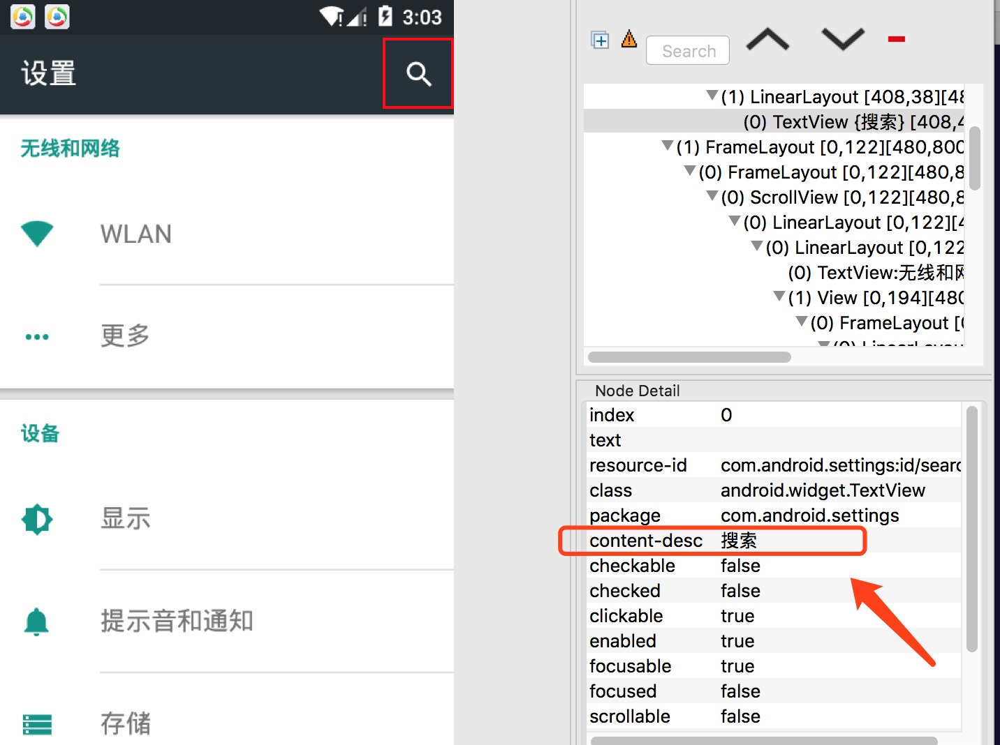 3:03
设置
无线和网络
WLAN
更多
设备
显示
提示音和通知
存储
Search
(1) LinearLayout [408,38][48
(0) TextView {搜索} [408,4
(1) FrameLayout [0,122][480,800
(0) FrameLayout [0,122][480,8
(0) ScrollView [0,122][480,8
(0) LinearLayout [0,122][4
(0) LinearLayout [0,122
(0) TextView:无线和网
(1) View [0,194][480
(0) FrameLayout [0
(0) LinearLayou
Node Detail
index 0
text
resource-id com.android.settings:id/searc
class android.widget.TextView
package com.android.settings
content-desc 搜索
checkable false
checked false
clickable true
enabled true
focusable true
focused false
scrollable false